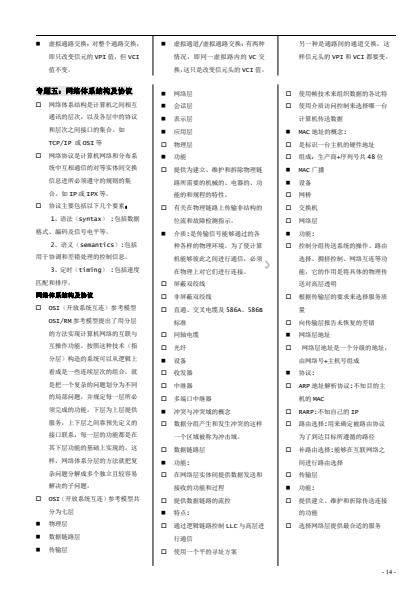 ■ 虚拟通路交换：对整个通路交换，
即只改变信元的 VPI 值，但 VCI
值不变。
■ 虚拟通道/虚拟通路交换：有两种
情况，即同一虚拟路内的 VC 交
换，这只是改变信元头的 VCI 值。
另一种是通路间的通道交换，这
样信元头的 VPI 和 VCI 都要变。
专题五：网络体系结构及协议
□ 网络体系结构是计算机之间相互
通讯的层次，以及各层中的协议
和层次之间接口的集合。如
TCP/IP 或 OSI 等
□ 网络协议是计算机网络和分布系
统中互相通信的对等实体间交换
信息进所必须遵守的规则的集
合。如 IP 或 IPX 等。
□ 协议主要包括以下几个要素：
1．语法（syntax）:包括数据
格式、编码及信号电平等。
2．语义（semantics）:包括
用于协调和差错处理的控制信息。
3．定时（timing）:包括速度
匹配和排序。
网络体系结构及协议
□ OSI（开放系统互连）参考模型
OSI/RM 参考模型提出了用分层
的方法实现计算机网络的互联与
互操作功能。按照这种技术（指
分层）构造的系统可以从逻辑上
看成是一些连续层次的组合，就
是把一个复杂的问题划分为不同
的局部问题，并规定每一层所必
须完成的功能。下层为上层提供
服务，上下层之间靠预先定义的
接口联系。每一层的功能都是在
其下层功能的基础上实现的。这
样，网络体系分层的方法就把复
杂问题分解成多个独立且较容易
解决的子问题。
□ OSI（开放系统互连）参考模型共
分为七层
■ 物理层
■ 数据链路层
■ 传输层
■ 网络层
■ 会话层
■ 表示层
■ 应用层
□ 物理层
■ 功能
□ 提供为建立、维护和拆除物理链
路所需要的机械的、电器的、功
能的和规程的特性。
□ 有关在物理链路上传输非结构的
位流和故障检测指示。
■ 介质：是传输信号能够通过的各
种各样的物理环境。为了使计算
机能够彼此之间进行通信，必须
在物理上对它们进行连接。
□ 屏蔽双绞线
□ 非屏蔽双绞线
□ 直通、交叉电缆及 586A、586B
标准
□ 同轴电缆
□ 光纤
■ 设备
□ 收发器
□ 中继器
□ 多端口中继器
■ 冲突与冲突域的概念
□ 数据分组产生和发生冲突的这样
一个区域被称为冲击域。
□ 数据链路层
■ 功能：
□ 在网络实体间提供数据发送和
接收的功能和过程
□ 提供数据链路的流控
■ 特点：
□ 通过逻辑链路控制 LLC 与高层进
行通信
□ 使用一个平的寻址方案
□ 使用帧技术来组织数据的各比特
□ 使用介质访问控制来选择哪一台
计算机传送数据
■ MAC 地址的概念：
□ 是标识一台主机的硬件地址
□ 组成：生产商+序列号共 48 位
■ MAC 广播
■ 设备
□ 网桥
□ 交换机
□ 网络层
■ 功能：
□ 控制分组传送系统的操作、路由
选择、拥挤控制、网络互连等功
能，它的作用是将具体的物理传
送对高层透明
□ 根据传输层的要求来选择服务质
量
□ 向传输层报告未恢复的差错
■ 网络层地址
□ 网络层地址是一个分级的地址，
由网络号+主机号组成
■ 协议：
□ ARP 地址解析协议:不知目的主
机的 MAC
□ RARP:不知自己的 IP
□ 路由选择：用来确定被路由协议
为了到达目标所遵循的路径
□ 补路由选择：能够在互联网络之
间进行路由选择
□ 传输层
■ 功能：
□ 提供建立、维护和拆除传送连接
的功能
□ 选择网络层提供最合适的服务
- 14 -